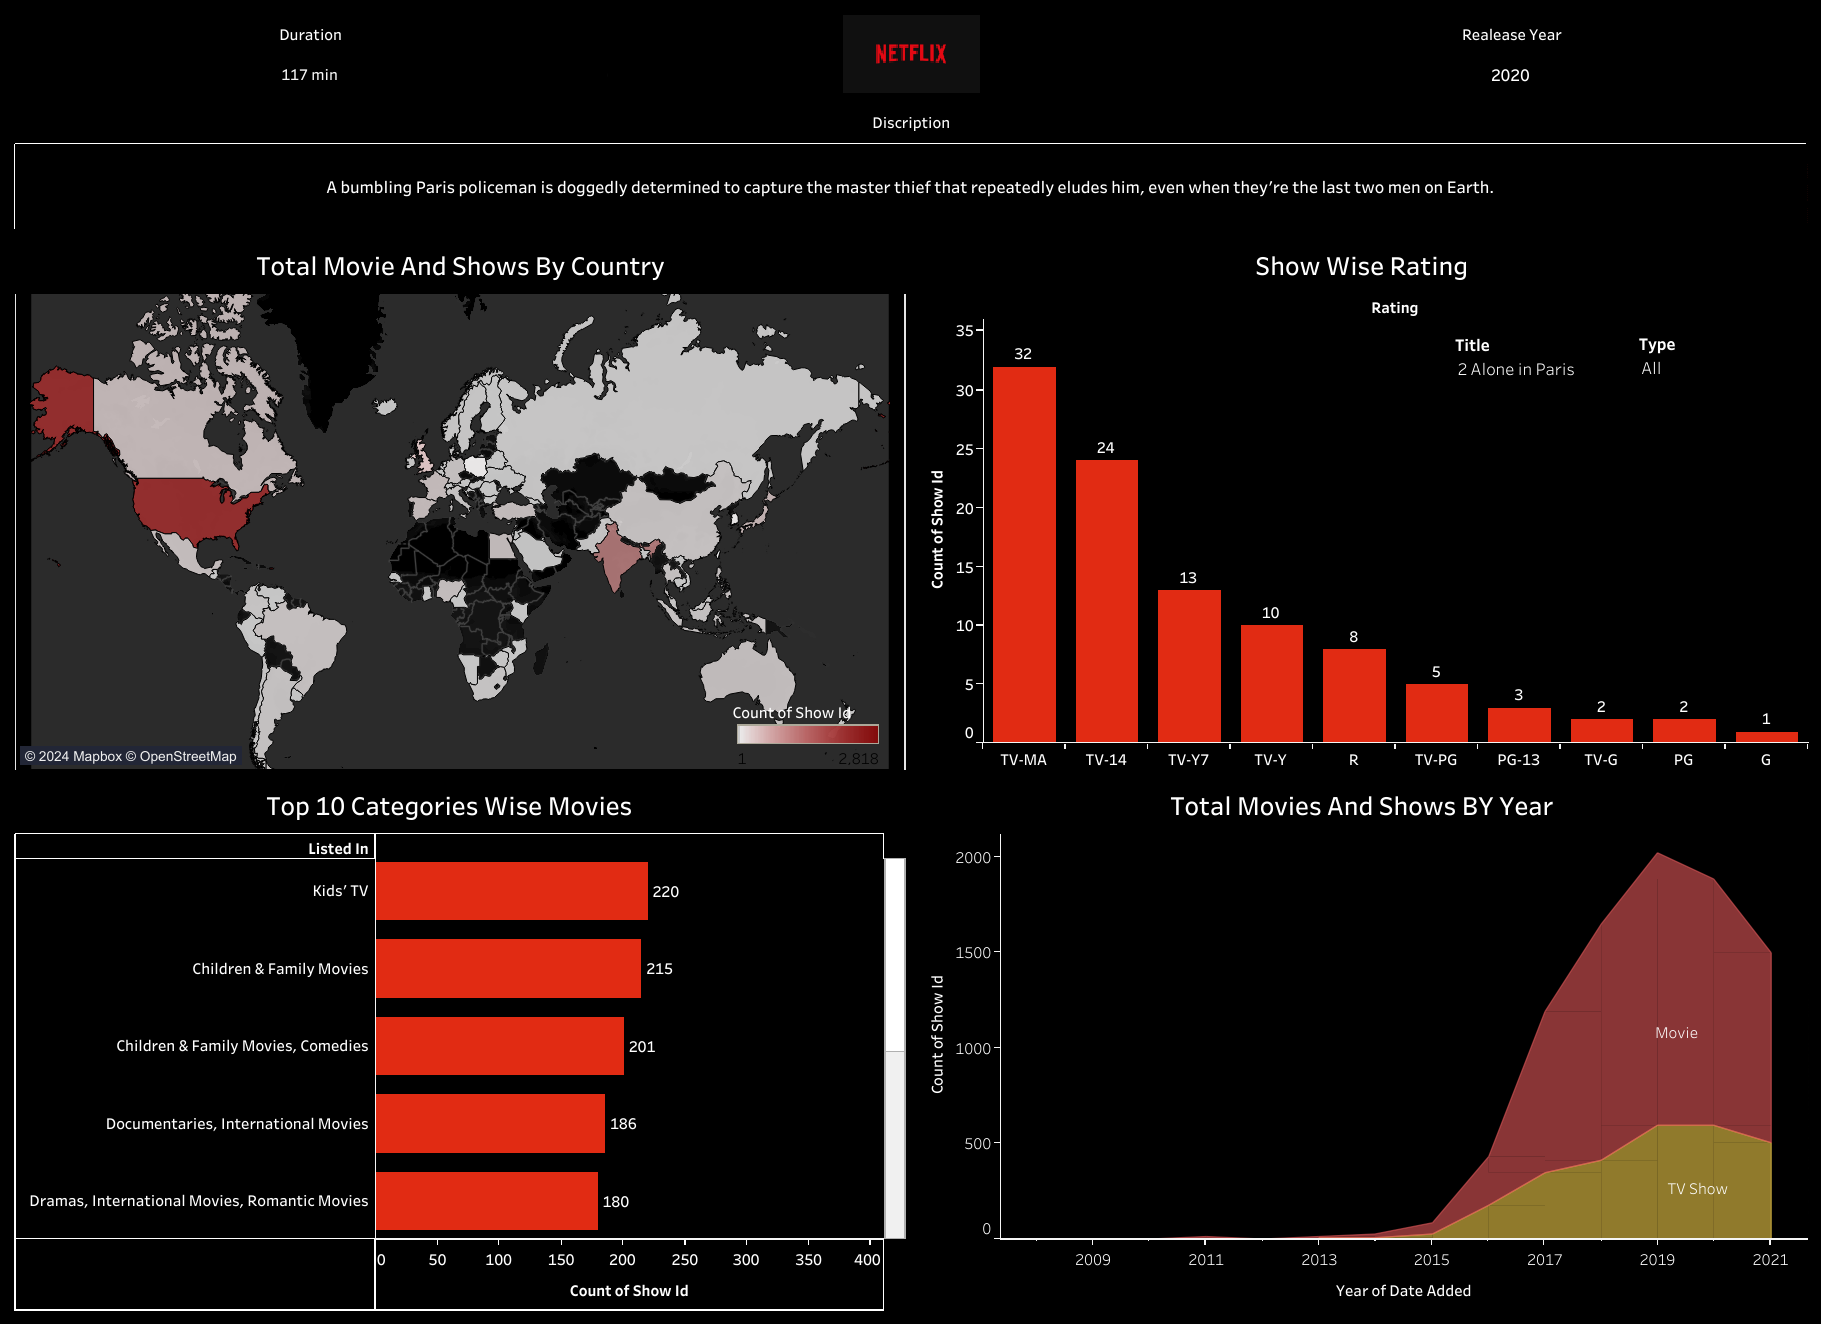 Duration
117 min
NETFLIX
Realease Year
2020
Discription
A bumbling Paris policeman is doggedly determined to capture the master thief that repeatedly eludes him, even when they're the last two men on Earth.
Total Movie And Shows By Country
Count of Show Id
1 2,818
© 2024 Mapbox © OpenStreetMap
Show Wise Rating
Rating
Title
2 Alone in Paris
Type
All
Count of Show Id
35
30
25
20
15
10
5
0
32
24
13
10
8
5
3
2
2
1
TV-MA TV-14 TV-Y7 TV-Y R TV-PG PG-13 TV-G PG G
Top 10 Categories Wise Movies
Listed In
Kids' TV 220
Children & Family Movies 215
Children & Family Movies, Comedies 201
Documentaries, International Movies 186
Dramas, International Movies, Romantic Movies 180
0 50 100 150 200 250 300 350 400
Count of Show Id
Total Movies And Shows BY Year
Count of Show Id
2000
1500
1000
500
0
Movie
TV Show
2009 2011 2013 2015 2017 2019 2021
Year of Date Added